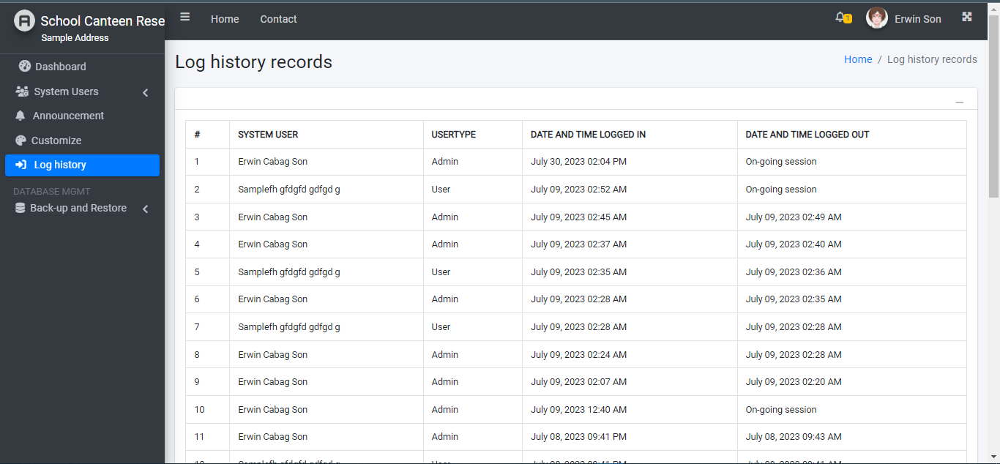 A School Canteen Rese
Sample Address
Dashboard
System Users
Announcement
Customize
Log history
DATABASE MGMT
Back-up and Restore
Home Contact
1 Erwin Son
Log history records
Home / Log history records
# SYSTEM USER USERTYPE DATE AND TIME LOGGED IN DATE AND TIME LOGGED OUT
1 Erwin Cabag Son Admin July 30, 2023 02:04 PM On-going session
2 Samplefh gfdgfd gdfgd g User July 09, 2023 02:52 AM On-going session
3 Erwin Cabag Son Admin July 09, 2023 02:45 AM July 09, 2023 02:49 AM
4 Erwin Cabag Son Admin July 09, 2023 02:37 AM July 09, 2023 02:40 AM
5 Samplefh gfdgfd gdfgd g User July 09, 2023 02:35 AM July 09, 2023 02:36 AM
6 Erwin Cabag Son Admin July 09, 2023 02:28 AM July 09, 2023 02:35 AM
7 Samplefh gfdgfd gdfgd g User July 09, 2023 02:28 AM July 09, 2023 02:28 AM
8 Erwin Cabag Son Admin July 09, 2023 02:24 AM July 09, 2023 02:28 AM
9 Erwin Cabag Son Admin July 09, 2023 02:07 AM July 09, 2023 02:20 AM
10 Erwin Cabag Son Admin July 09, 2023 12:40 AM On-going session
11 Erwin Cabag Son Admin July 08, 2023 09:41 PM July 08, 2023 09:43 AM